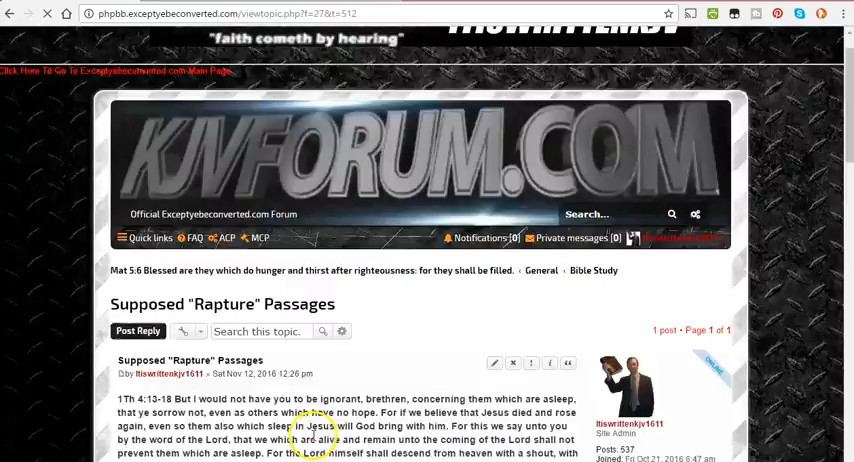 phpbb.exceptyebeconverted.com/viewtopic.php?f=27&t=512
"faith cometh by hearing"
Click Here To Go To Exceptyebeconverted.com Main Page
KJVFORUM.COM
Official Exceptyebeconverted.com Forum
Search...
Quick links FAQ ACP MCP
Notifications [0] Private messages [0] Itiswrittenkjv1611
Mat 5:6 Blessed are they which do hunger and thirst after righteousness: for they shall be filled. ‹ General ‹ Bible Study
Supposed "Rapture" Passages
Post Reply
Search this topic.
1 post • Page 1 of 1
Supposed "Rapture" Passages
by Itiswrittenkjv1611 » Sat Nov 12, 2016 12:26 pm
ONLINE
1Th 4:13-18 But I would not have you to be ignorant, brethren, concerning them which are asleep,
that ye sorrow not, even as others which have no hope. For if we believe that Jesus died and rose
again, even so them also which sleep in Jesus will God bring with him. For this we say unto you
by the word of the Lord, that we which are alive and remain unto the coming of the Lord shall not
prevent them which are asleep. For the Lord himself shall descend from heaven with a shout, with
Itiswrittenkjv1611
Site Admin
Posts: 537
Joined: Fri Oct 21, 2016 6:47 am